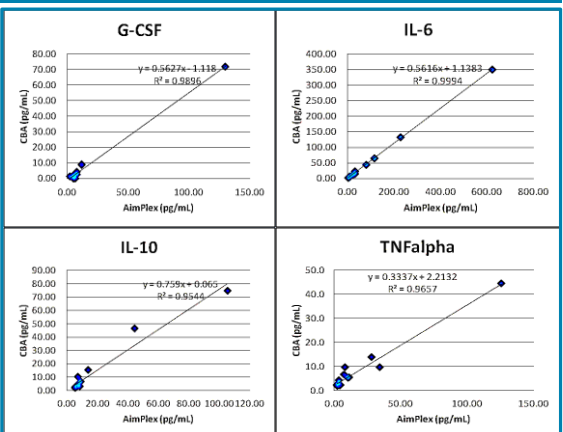 G-CSF
80.00
70.00
60.00
50.00
40.00
30.00
20.00
10.00
0.00
CBA (pg/mL)
y = 0.5627x - 1.118
R² = 0.9896
0.00 50.00 100.00 150.00
AimPlex (pg/mL)
IL-6
400.00
350.00
300.00
250.00
200.00
150.00
100.00
50.00
0.00
CBA (pg/mL)
y = 0.5616x + 1.1383
R² = 0.9994
0.00 200.00 400.00 600.00 800.00
AimPlex (pg/mL)
IL-10
90.00
80.00
70.00
60.00
50.00
40.00
30.00
20.00
10.00
0.00
CBA (pg/mL)
y = 0.759x + 0.065
R² = 0.9544
0.00 20.00 40.00 60.00 80.00 100.00 120.00
AimPlex (pg/mL)
TNFalpha
50.0
40.0
30.0
20.0
10.0
0.0
CBA (pg/mL)
y = 0.3337x + 2.2132
R² = 0.9657
0.00 50.00 100.00 150.00
AimPlex (pg/mL)